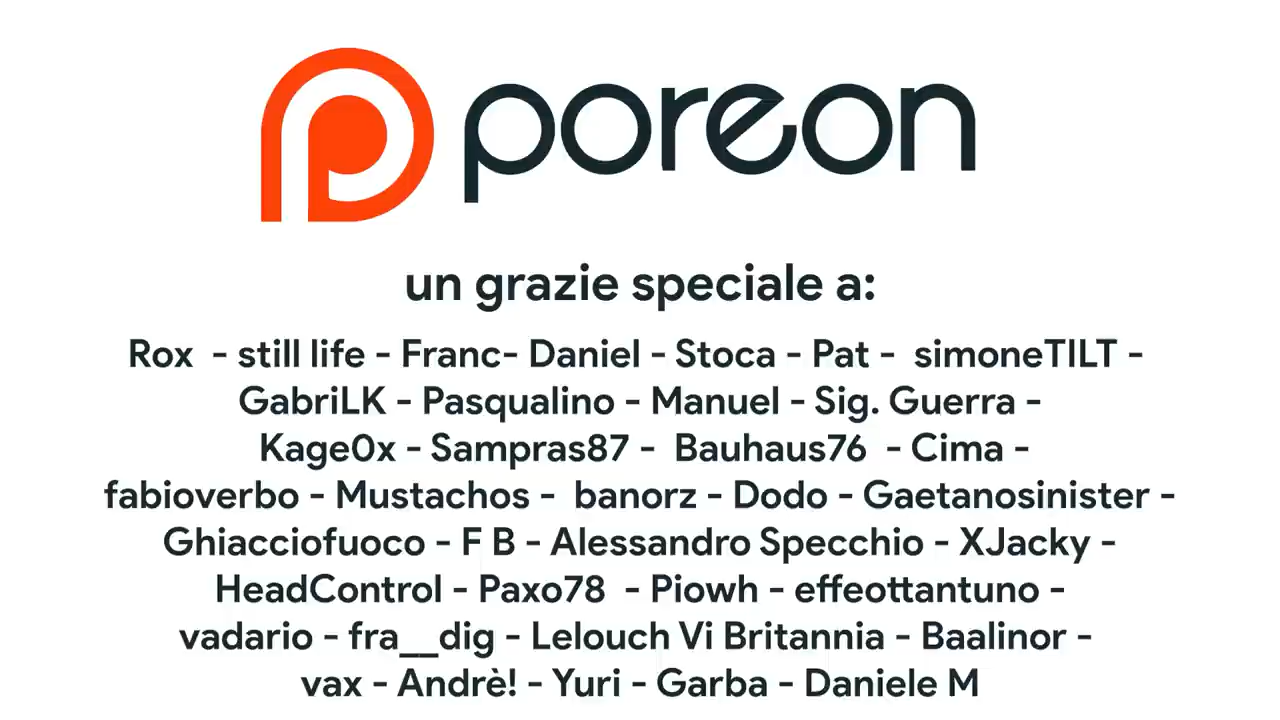 poreon
un grazie speciale a:
Rox - still life - Franc- Daniel - Stoca - Pat - simoneTILT -
GabriLK - Pasqualino - Manuel - Sig. Guerra -
Kage0x - Sampras87 - Bauhaus76 - Cima -
fabioverbo - Mustachos - banorz - Dodo - Gaetanosinister -
Ghiacciofuoco - F B - Alessandro Specchio - XJacky -
HeadControl - Paxo78 - Piowh - effeottantuno -
vadario - fra__dig - Lelouch Vi Britannia - Baalinor -
vax - Andrè! - Yuri - Garba - Daniele M